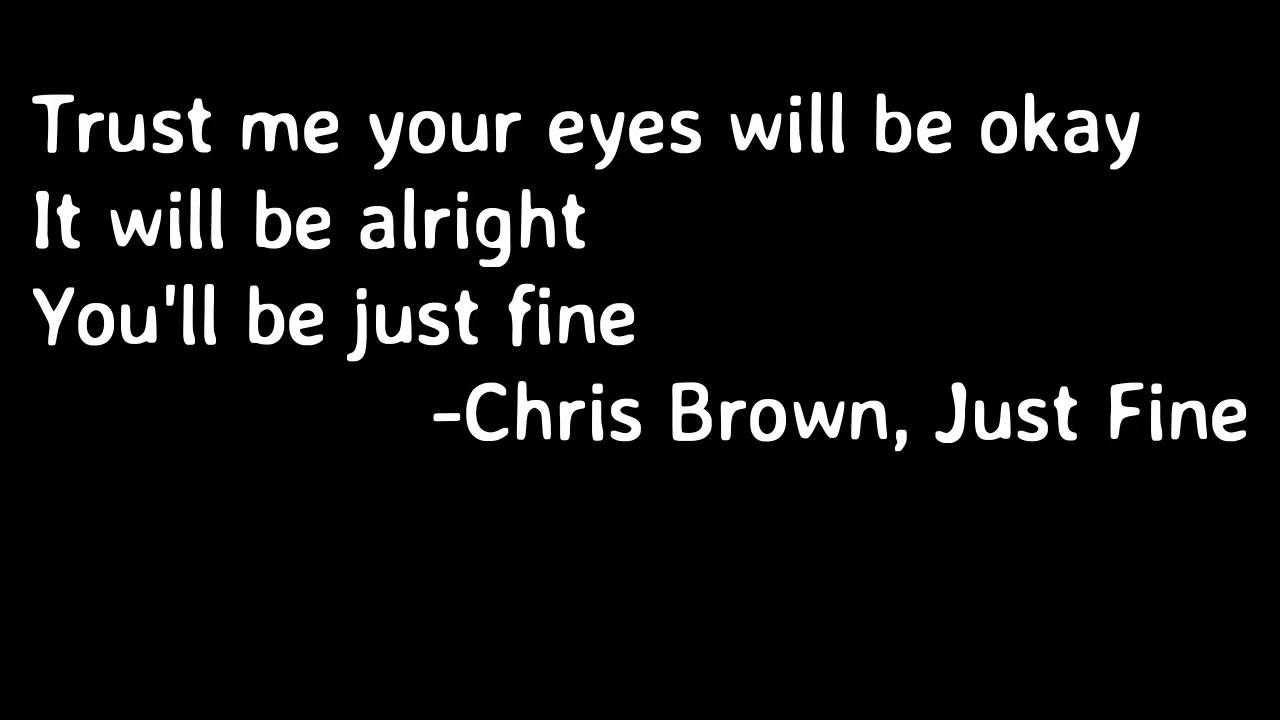 Trust me your eyes will be okay
It will be alright
You'll be just fine
-Chris Brown, Just Fine